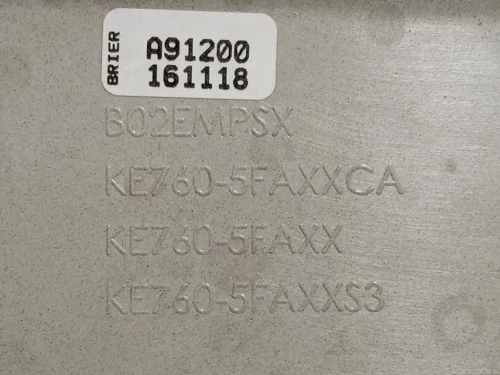 BRIER
A91200
161118
B02EMPSX
KE760-5FAXXCA
KE760-5FAXX
KE760-5FAXXS3